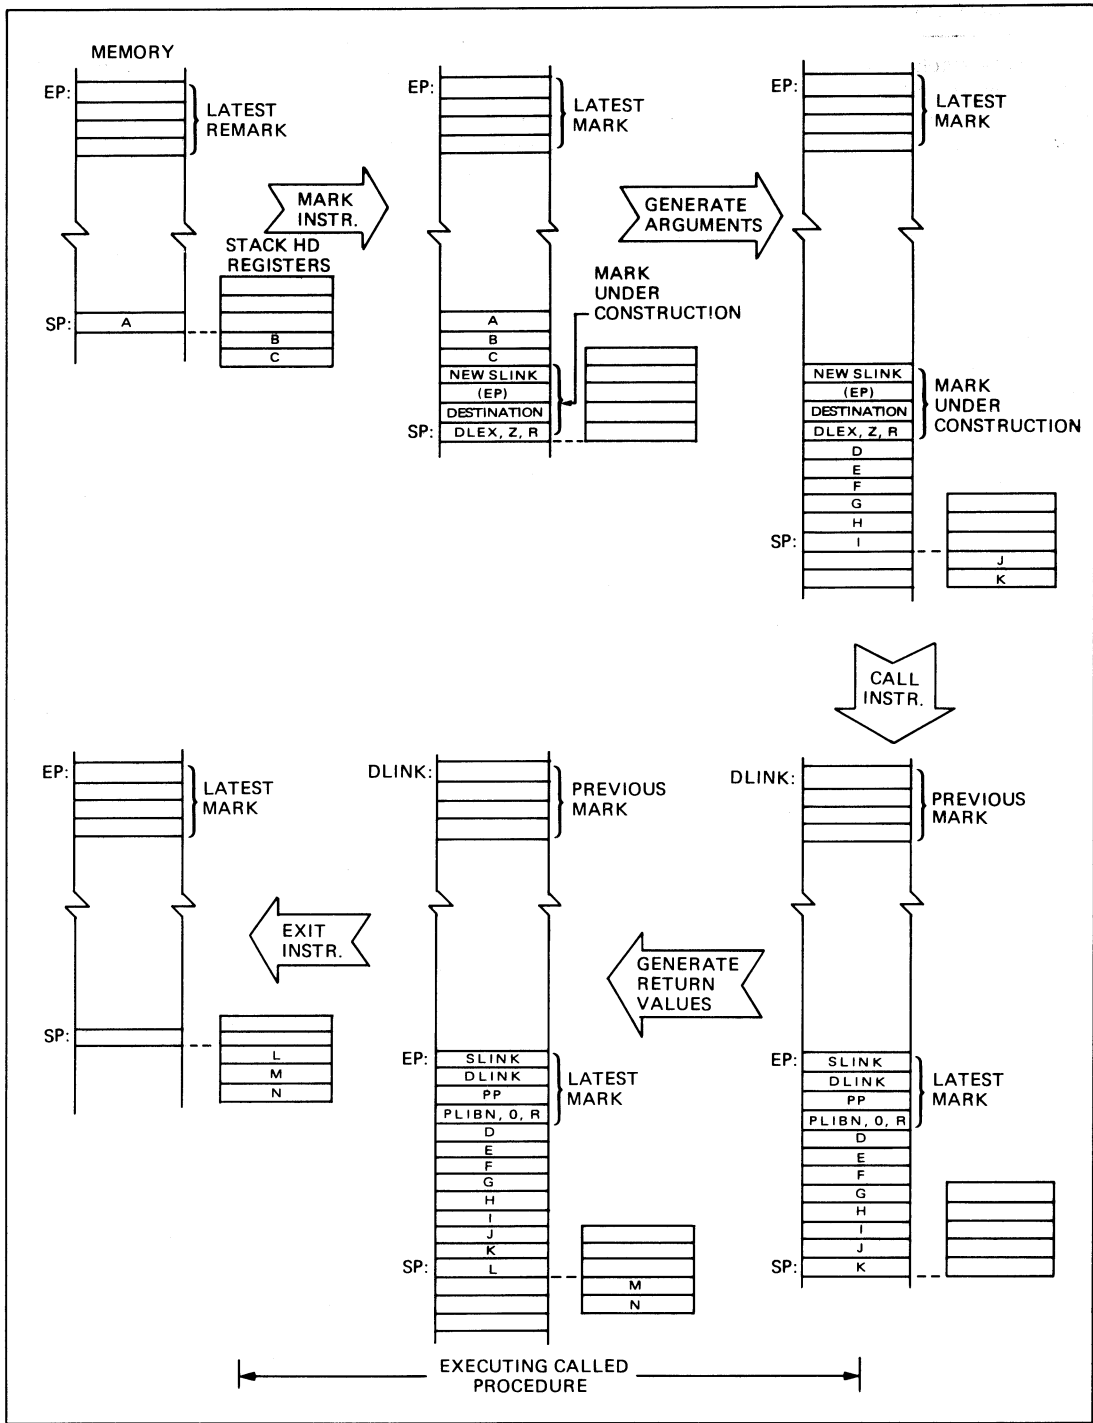 MEMORY
EP:
LATEST
REMARK
MARK
INSTR.
STACK HD
REGISTERS
SP:
A
B
C
EP:
LATEST
MARK
GENERATE
ARGUMENTS
MARK
UNDER
CONSTRUCTION
A
B
C
NEW SLINK
(EP)
DESTINATION
SP:
DLEX, Z, R
EP:
LATEST
MARK
NEW SLINK
(EP)
DESTINATION
DLEX, Z, R
MARK
UNDER
CONSTRUCTION
D
E
F
G
H
SP:
I
J
K
CALL
INSTR.
EP:
LATEST
MARK
EXIT
INSTR.
SP:
L
M
N
DLINK:
PREVIOUS
MARK
GENERATE
RETURN
VALUES
EP:
SLINK
DLINK
PP
PLIBN, 0, R
LATEST
MARK
D
E
F
G
H
I
J
K
SP:
L
M
N
DLINK:
PREVIOUS
MARK
EP:
SLINK
DLINK
PP
PLIBN, 0, R
LATEST
MARK
D
E
F
G
H
I
J
SP:
K
EXECUTING CALLED
PROCEDURE